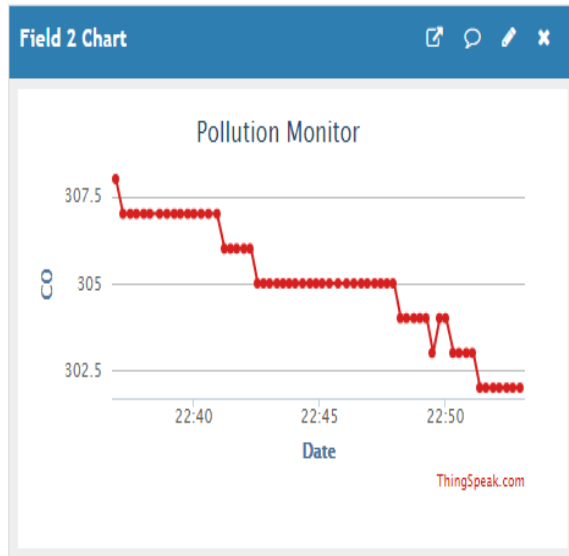 Field 2 Chart
Pollution Monitor
307.5
305
302.5
CO
22:40 22:45 22:50
Date
ThingSpeak.com